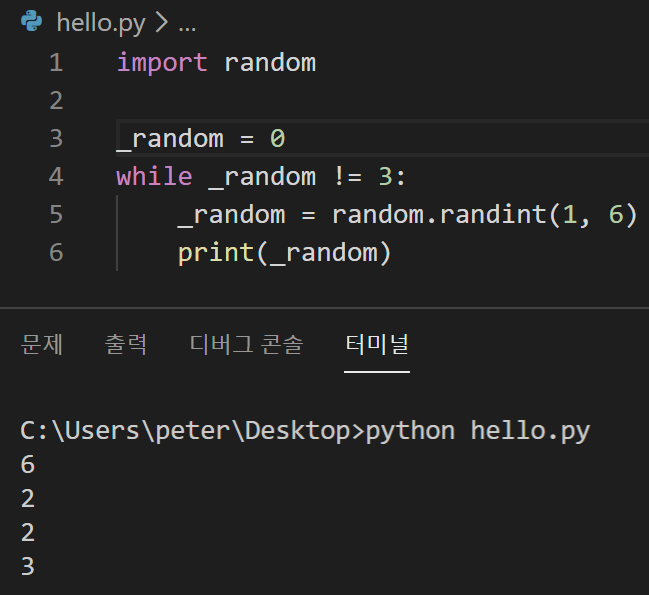 hello.py > ...
1 import random
2
3 _random = 0
4 while _random != 3:
5     _random = random.randint(1, 6)
6     print(_random)
문제 출력 디버그 콘솔 터미널
C:\Users\peter\Desktop>python hello.py
6
2
2
3